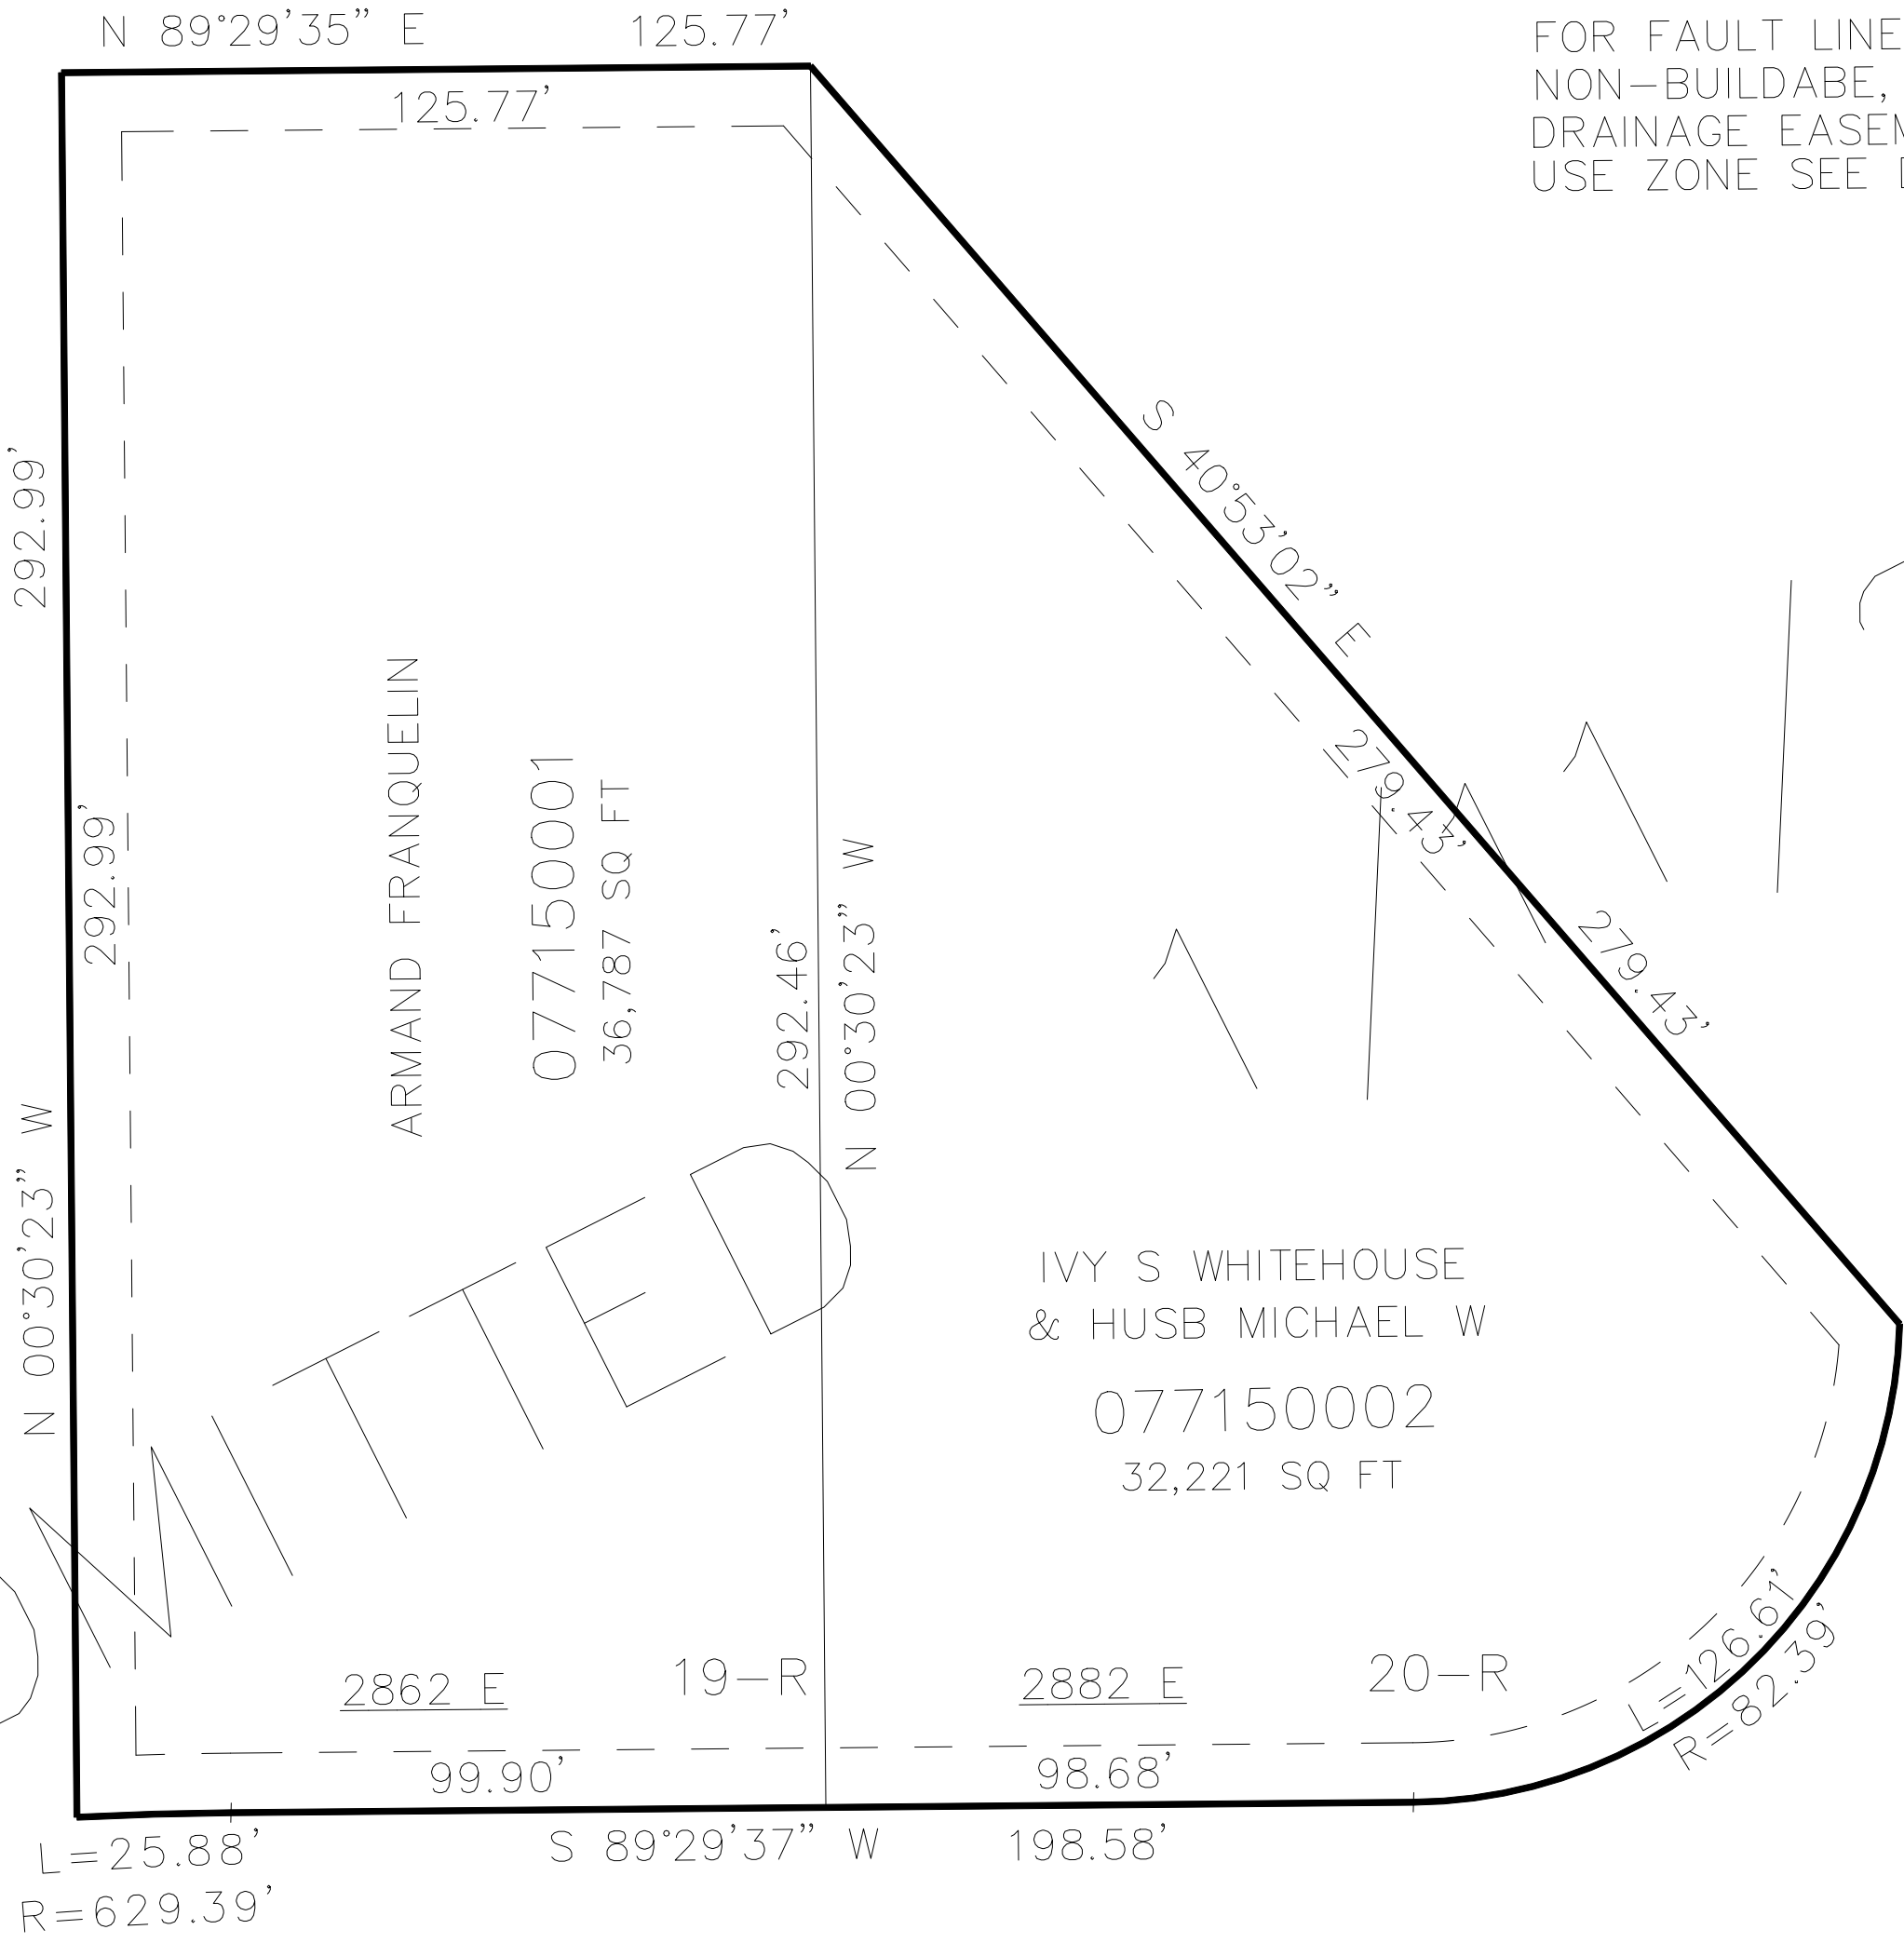 N 89°29'35" E 125.77'
FOR FAULT LINE
NON-BUILDABE,
DRAINAGE EASEM
USE ZONE SEE
125.77'
292.99'
292.99'
N 00°30'23" W
S 40°53'02" E
279.43'
279.43'
ARMAND FRANQUELIN
077150001
36,787 SQ FT
292.46'
N 00°30'23" W
IVY S WHITEHOUSE
& HUSB MICHAEL W
077150002
32,221 SQ FT
OMITTED
2862 E
19-R
2882 E
20-R
L=126.61'
R=82.39'
99.90'
98.68'
L=25.88'
R=629.39'
S 89°29'37" W 198.58'